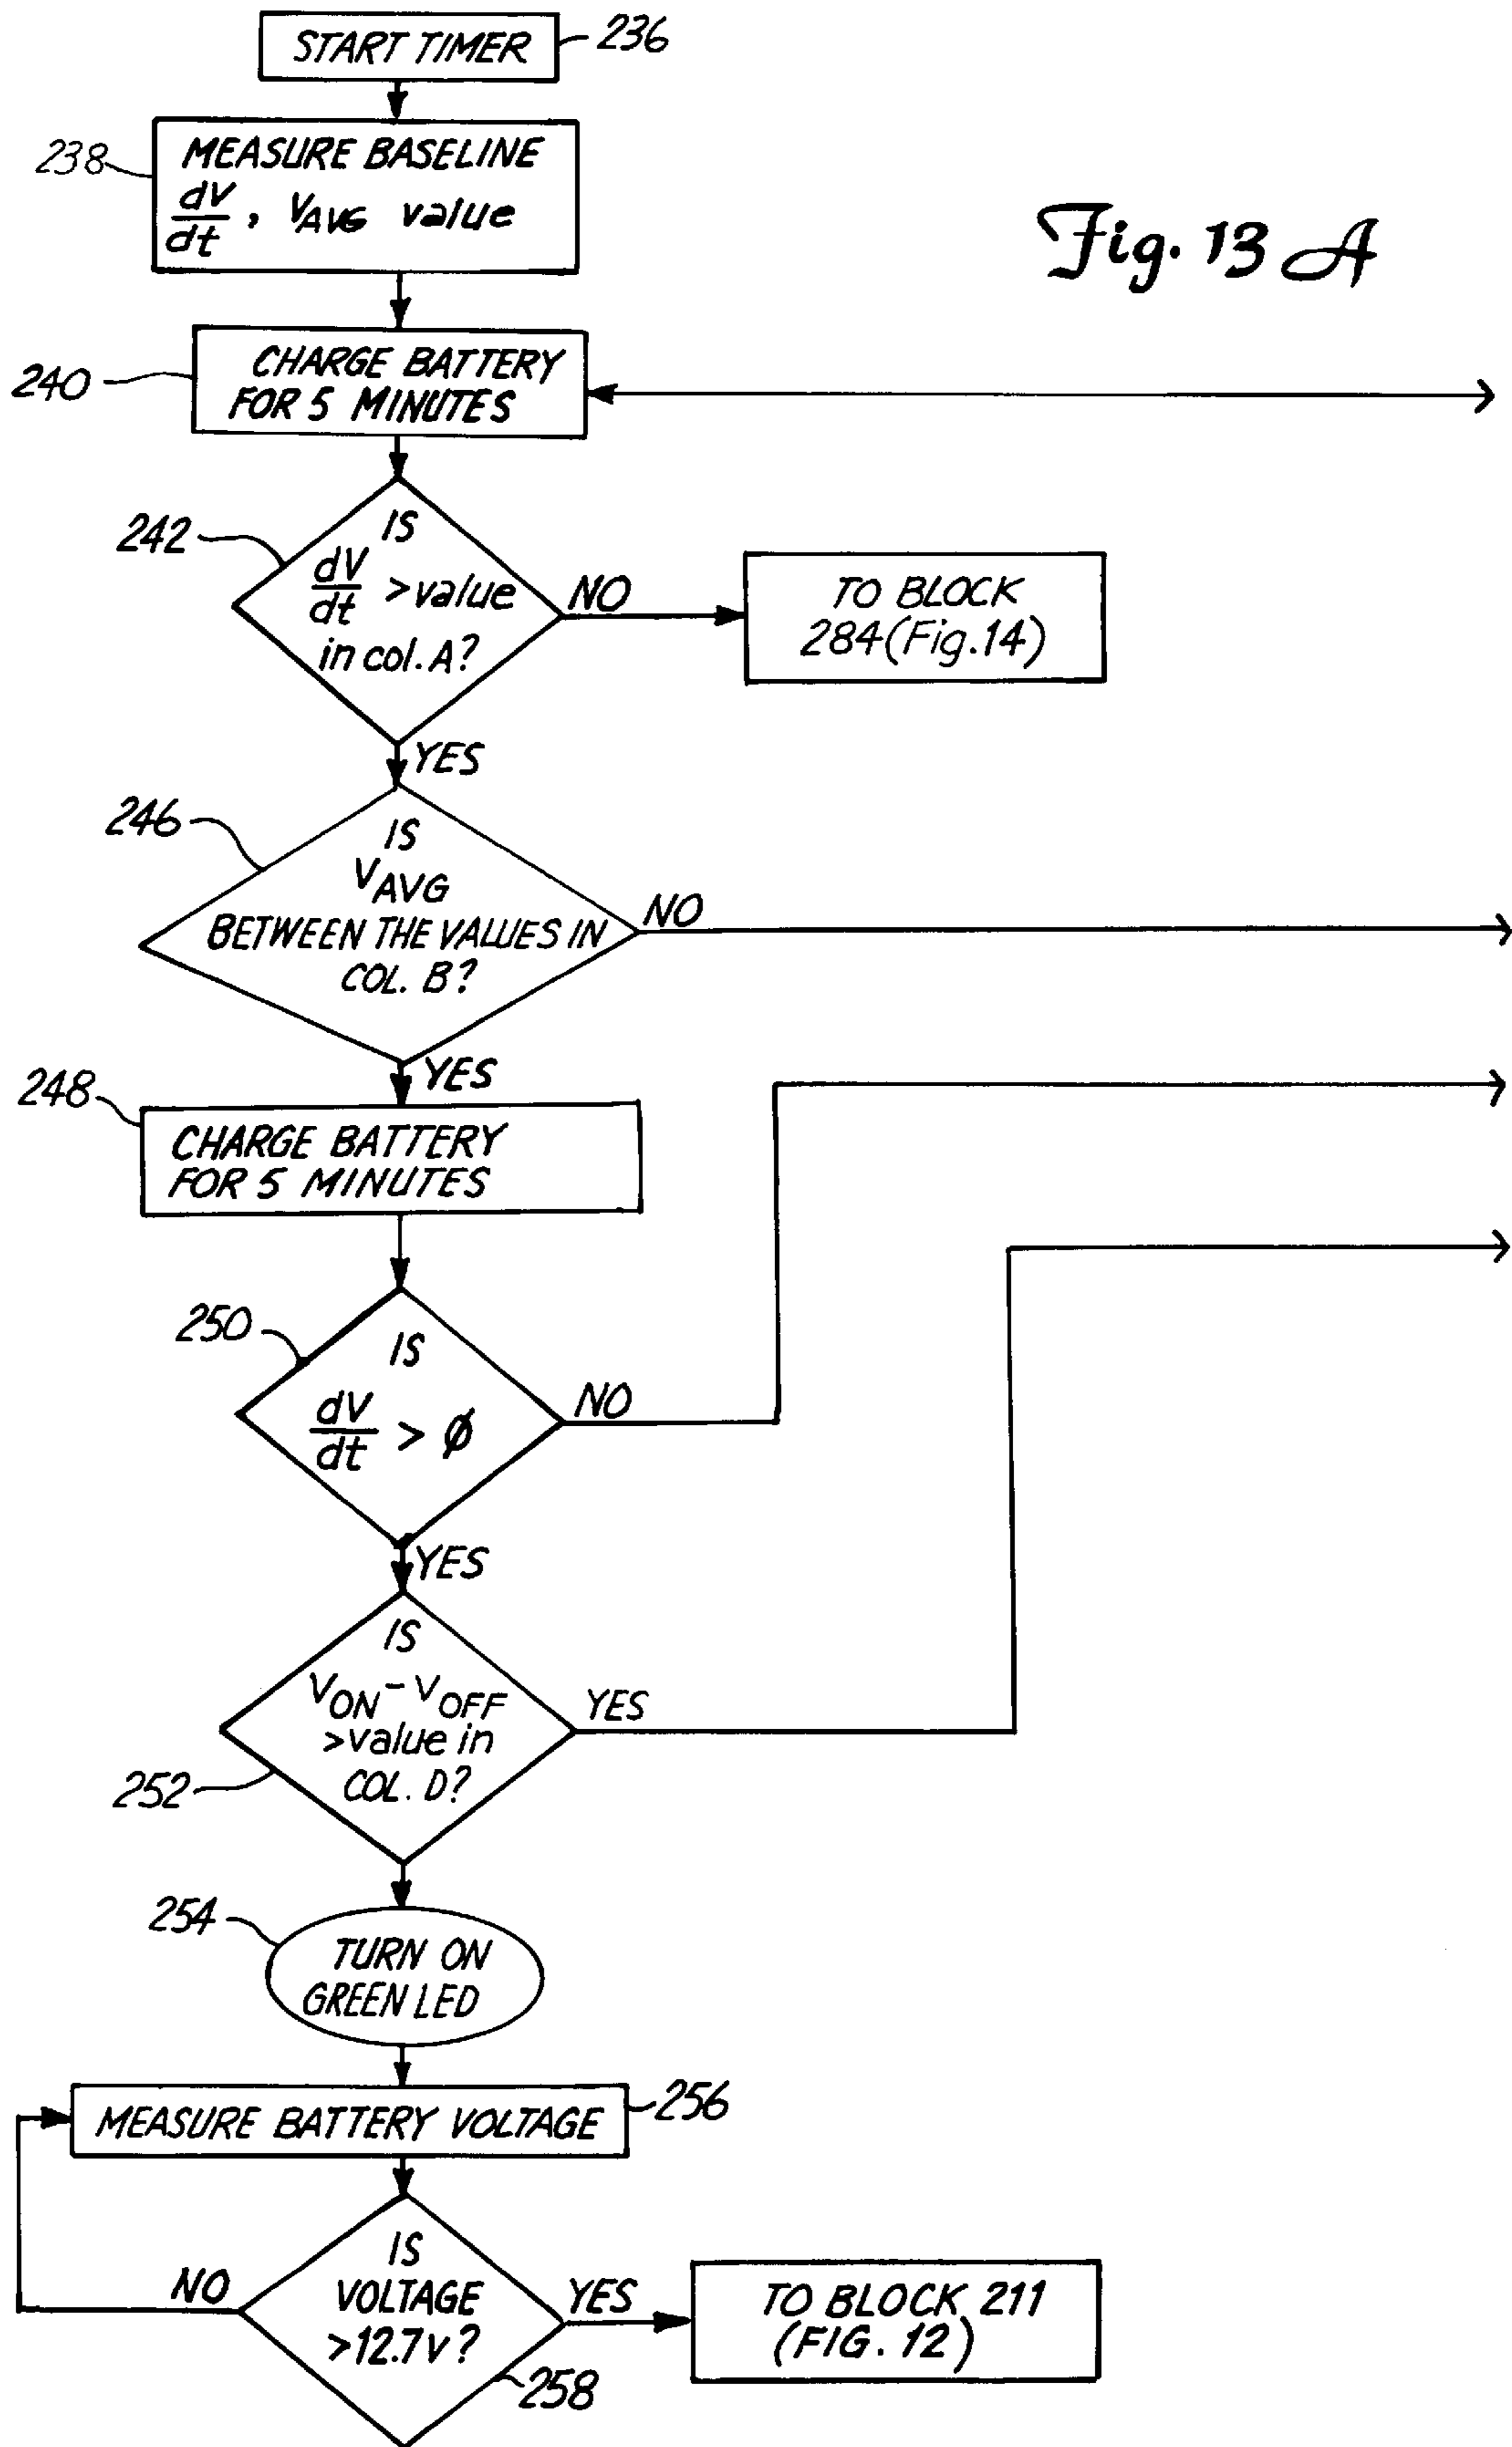 START TIMER
236
238
MEASURE BASELINE
dV/dt, VAVG value
Fig. 13 A
240
CHARGE BATTERY
FOR 5 MINUTES
242
IS
dV/dt > value
in col. A?
NO
TO BLOCK
284 (Fig. 14)
YES
246
IS
VAVG
BETWEEN THE VALUES IN
COL. B?
NO
YES
248
CHARGE BATTERY
FOR 5 MINUTES
250
IS
dV/dt > Ø
NO
YES
IS
VON - VOFF
> value in
COL. D?
YES
252
254
TURN ON
GREEN LED
MEASURE BATTERY VOLTAGE
256
IS
VOLTAGE
>12.7v?
NO
YES
TO BLOCK 211
(FIG. 12)
258